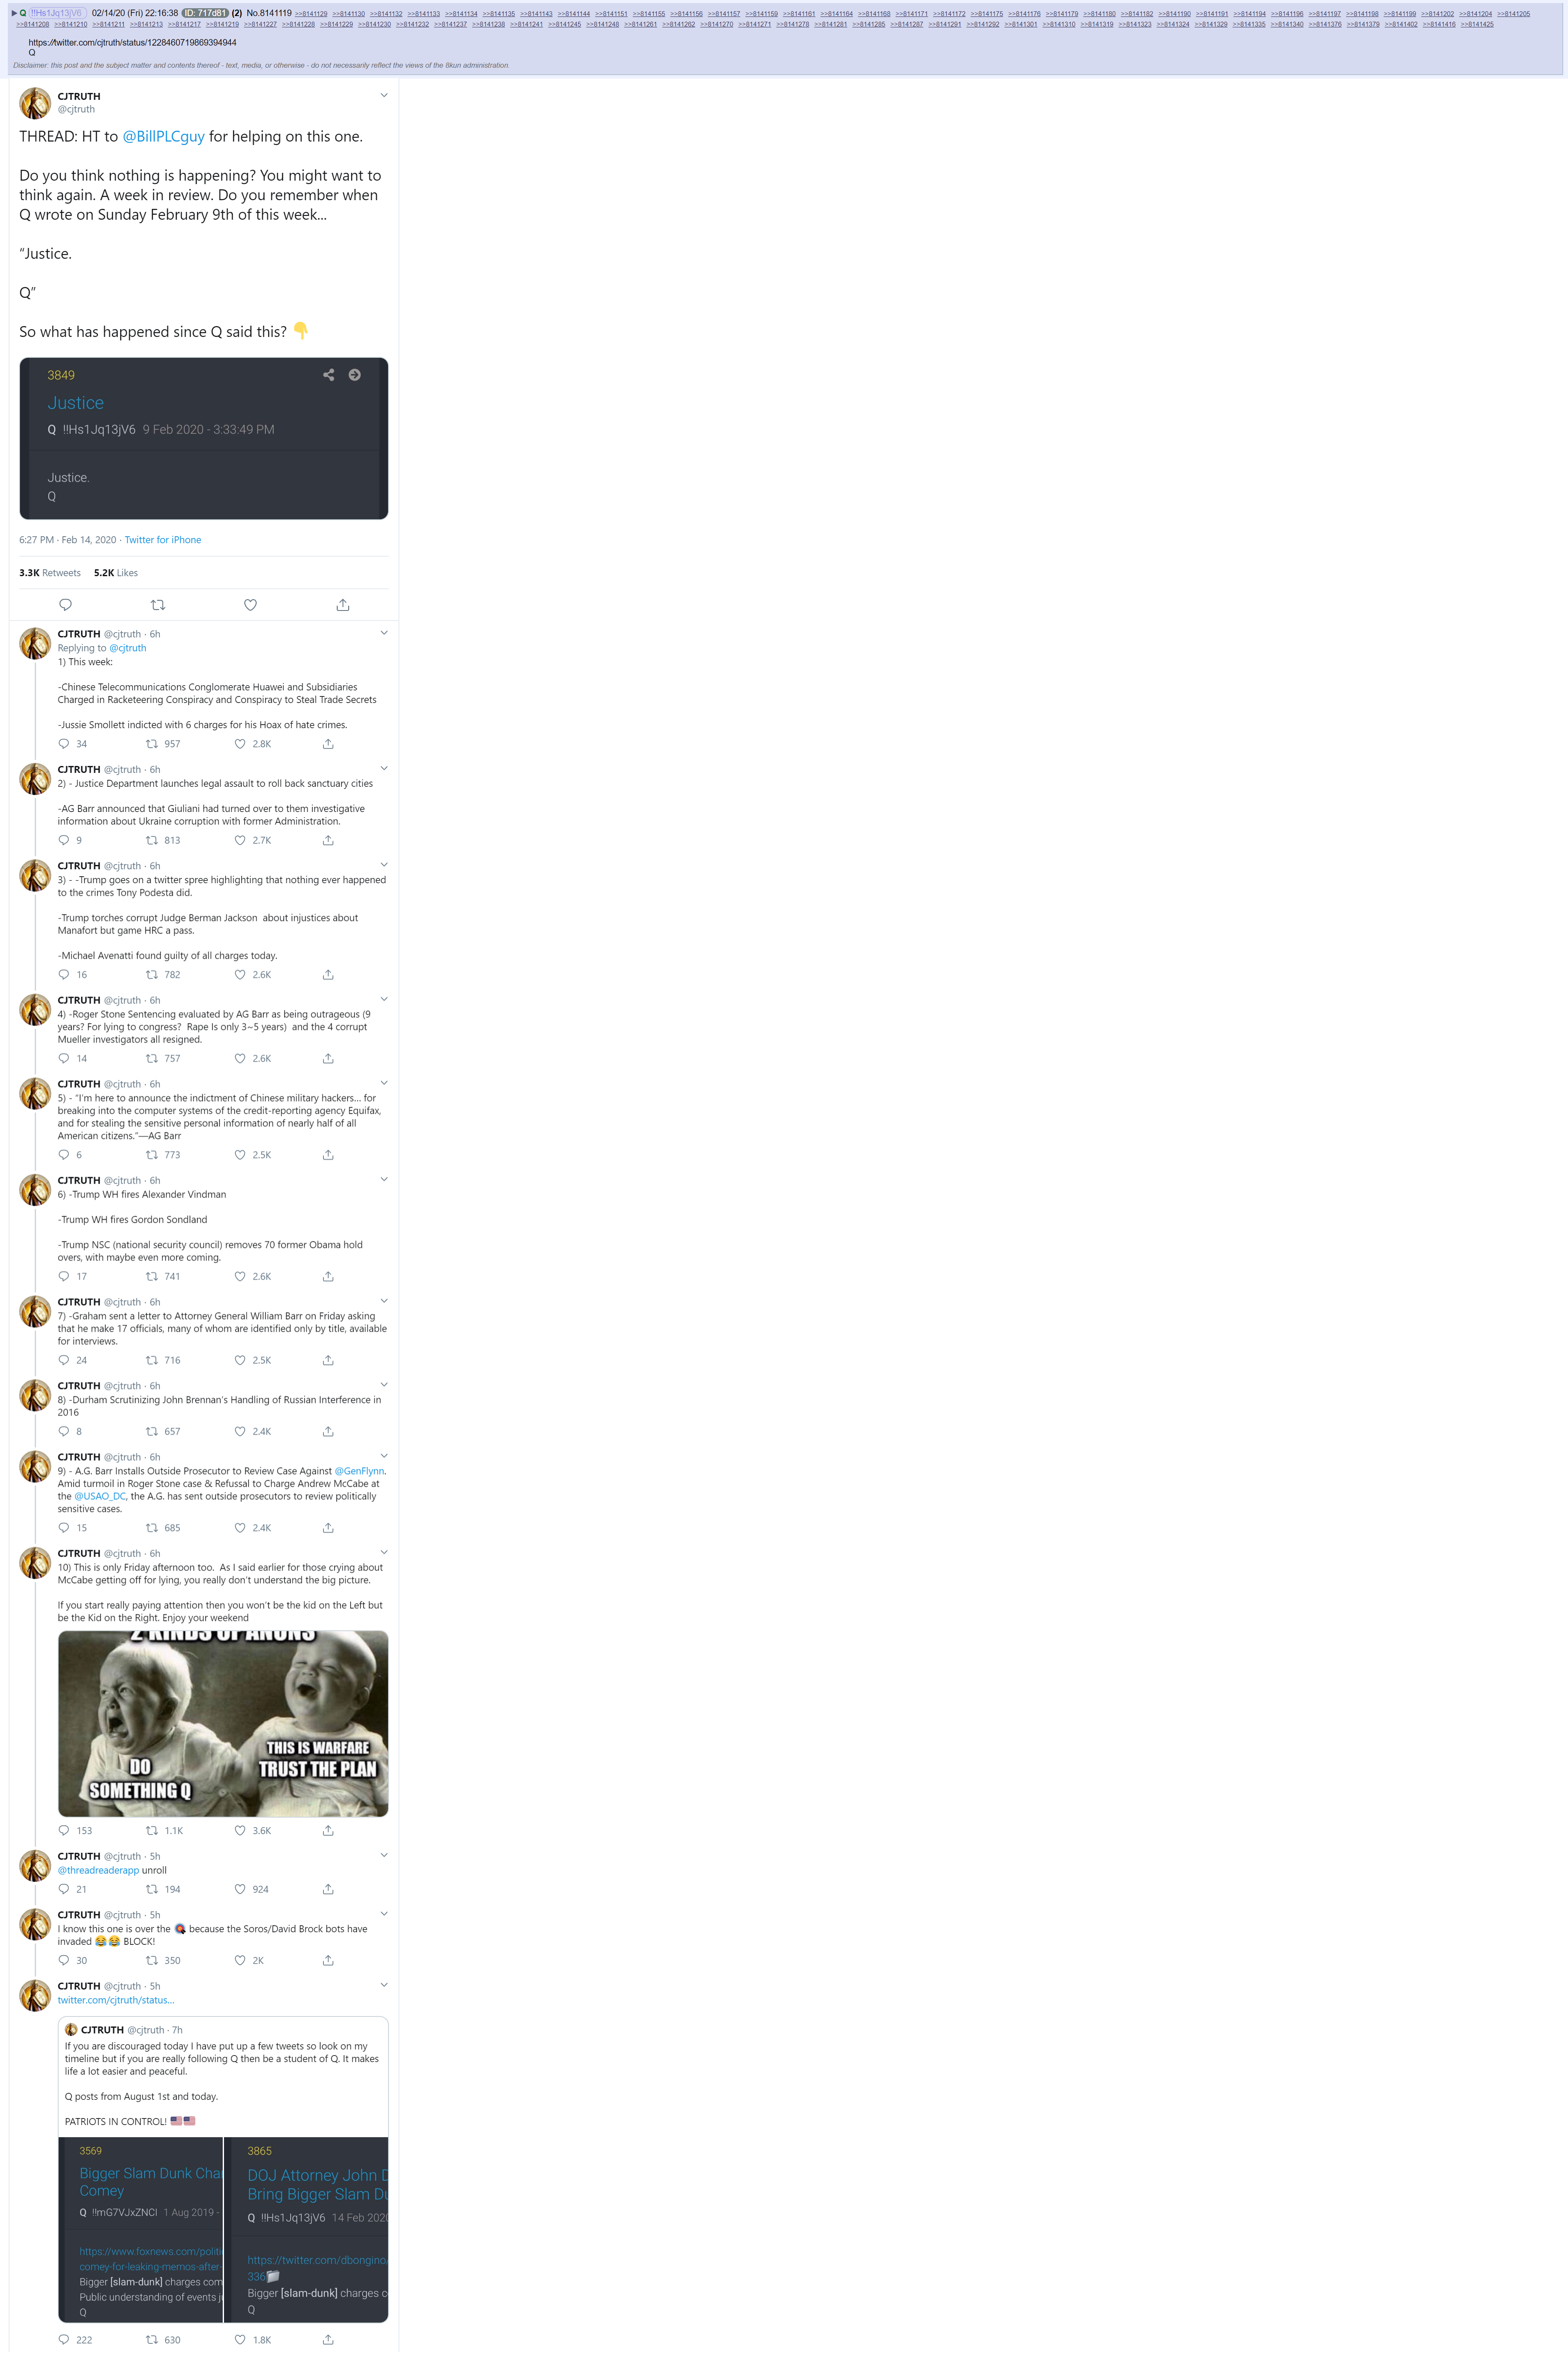 ▶ Q !!Hs1Jq13jV6 02/14/20 (Fri) 22:16:38 ID: 717d81 (2) No.8141119 >>8141129 >>8141130 >>8141132 >>8141133 >>8141134 >>8141135 >>8141143 >>8141144 >>8141151 >>8141155 >>8141156 >>8141157 >>8141159 >>8141161 >>8141164 >>8141168 >>8141171 >>8141172 >>8141175 >>8141176 >>8141179 >>8141180 >>8141182 >>8141190 >>8141191 >>8141194 >>8141196 >>8141197 >>8141198 >>8141199 >>8141202 >>8141204 >>8141205
>>8141208 >>8141210 >>8141211 >>8141213 >>8141217 >>8141219 >>8141227 >>8141228 >>8141229 >>8141230 >>8141232 >>8141237 >>8141238 >>8141241 >>8141245 >>8141248 >>8141261 >>8141262 >>8141270 >>8141271 >>8141278 >>8141281 >>8141285 >>8141287 >>8141291 >>8141292 >>8141301 >>8141310 >>8141319 >>8141323 >>8141324 >>8141329 >>8141335 >>8141340 >>8141376 >>8141379 >>8141402 >>8141416 >>8141425
https://twitter.com/cjtruth/status/1228460719869394944
Q
Disclaimer: this post and the subject matter and contents thereof - text, media, or otherwise - do not necessarily reflect the views of the 8kun administration.
CJTRUTH
@cjtruth
THREAD: HT to @BillPLCguy for helping on this one.
Do you think nothing is happening? You might want to
think again. A week in review. Do you remember when
Q wrote on Sunday February 9th of this week...
“Justice.
Q”
So what has happened since Q said this? 👇
3849
Justice
Q !!Hs1Jq13jV6 9 Feb 2020 - 3:33:49 PM
Justice.
Q
6:27 PM · Feb 14, 2020 · Twitter for iPhone
3.3K Retweets 5.2K Likes
CJTRUTH @cjtruth · 6h
Replying to @cjtruth
1) This week:
-Chinese Telecommunications Conglomerate Huawei and Subsidiaries
Charged in Racketeering Conspiracy and Conspiracy to Steal Trade Secrets
-Jussie Smollett indicted with 6 charges for his Hoax of hate crimes.
34 957 2.8K
CJTRUTH @cjtruth · 6h
2) - Justice Department launches legal assault to roll back sanctuary cities
-AG Barr announced that Giuliani had turned over to them investigative
information about Ukraine corruption with former Administration.
9 813 2.7K
CJTRUTH @cjtruth · 6h
3) - -Trump goes on a twitter spree highlighting that nothing ever happened
to the crimes Tony Podesta did.
-Trump torches corrupt Judge Berman Jackson about injustices about
Manafort but game HRC a pass.
-Michael Avenatti found guilty of all charges today.
16 782 2.6K
CJTRUTH @cjtruth · 6h
4) -Roger Stone Sentencing evaluated by AG Barr as being outrageous (9
years? For lying to congress? Rape Is only 3~5 years) and the 4 corrupt
Mueller investigators all resigned.
14 757 2.6K
CJTRUTH @cjtruth · 6h
5) - “I’m here to announce the indictment of Chinese military hackers... for
breaking into the computer systems of the credit-reporting agency Equifax,
and for stealing the sensitive personal information of nearly half of all
American citizens.”—AG Barr
6 773 2.5K
CJTRUTH @cjtruth · 6h
6) -Trump WH fires Alexander Vindman
-Trump WH fires Gordon Sondland
-Trump NSC (national security council) removes 70 former Obama hold
overs, with maybe even more coming.
17 741 2.6K
CJTRUTH @cjtruth · 6h
7) -Graham sent a letter to Attorney General William Barr on Friday asking
that he make 17 officials, many of whom are identified only by title, available
for interviews.
24 716 2.5K
CJTRUTH @cjtruth · 6h
8) -Durham Scrutinizing John Brennan’s Handling of Russian Interference in
2016
8 657 2.4K
CJTRUTH @cjtruth · 6h
9) - A.G. Barr Installs Outside Prosecutor to Review Case Against @GenFlynn.
Amid turmoil in Roger Stone case & Refussal to Charge Andrew McCabe at
the @USAO_DC, the A.G. has sent outside prosecutors to review politically
sensitive cases.
15 685 2.4K
CJTRUTH @cjtruth · 6h
10) This is only Friday afternoon too. As I said earlier for those crying about
McCabe getting off for lying, you really don’t understand the big picture.
If you start really paying attention then you won’t be the kid on the Left but
be the Kid on the Right. Enjoy your weekend
2 KINDS OF ANONS
DO
SOMETHING Q
THIS IS WARFARE
TRUST THE PLAN
153 1.1K 3.6K
CJTRUTH @cjtruth · 5h
@threadreaderapp unroll
21 194 924
CJTRUTH @cjtruth · 5h
I know this one is over the 🎯 because the Soros/David Brock bots have
invaded 😂😂 BLOCK!
30 350 2K
CJTRUTH @cjtruth · 5h
twitter.com/cjtruth/status...
CJTRUTH @cjtruth · 7h
If you are discouraged today I have put up a few tweets so look on my
timeline but if you are really following Q then be a student of Q. It makes
life a lot easier and peaceful.
Q posts from August 1st and today.
PATRIOTS IN CONTROL! 🇺🇸🇺🇸
3569
Bigger Slam Dunk Cha
Comey
Q !!mG7VJxZNCI 1 Aug 2019 -
https://www.foxnews.com/politi
comey-for-leaking-memos-after-
Bigger [slam-dunk] charges com
Public understanding of events j
Q
3865
DOJ Attorney John D
Bring Bigger Slam Du
Q !!Hs1Jq13jV6 14 Feb 2020
https://twitter.com/dbongino/
336
Bigger [slam-dunk] charges c
Q
222 630 1.8K